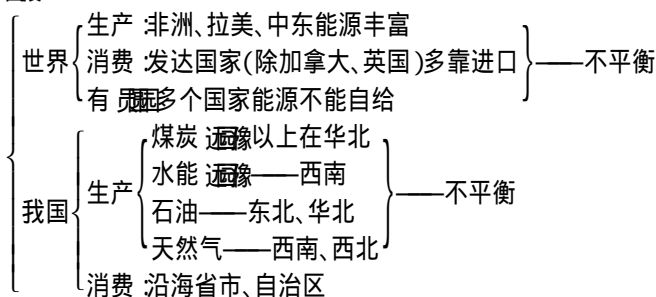 生产:非洲、拉美、中东能源丰富
世界 消费:发达国家(除加拿大、英国)多靠进口 ——不平衡
有 多个国家能源不能自给
煤炭 以上在华北
水能 ——西南
我国 生产 ——不平衡
石油——东北、华北
天然气——西南、西北
消费:沿海省市、自治区